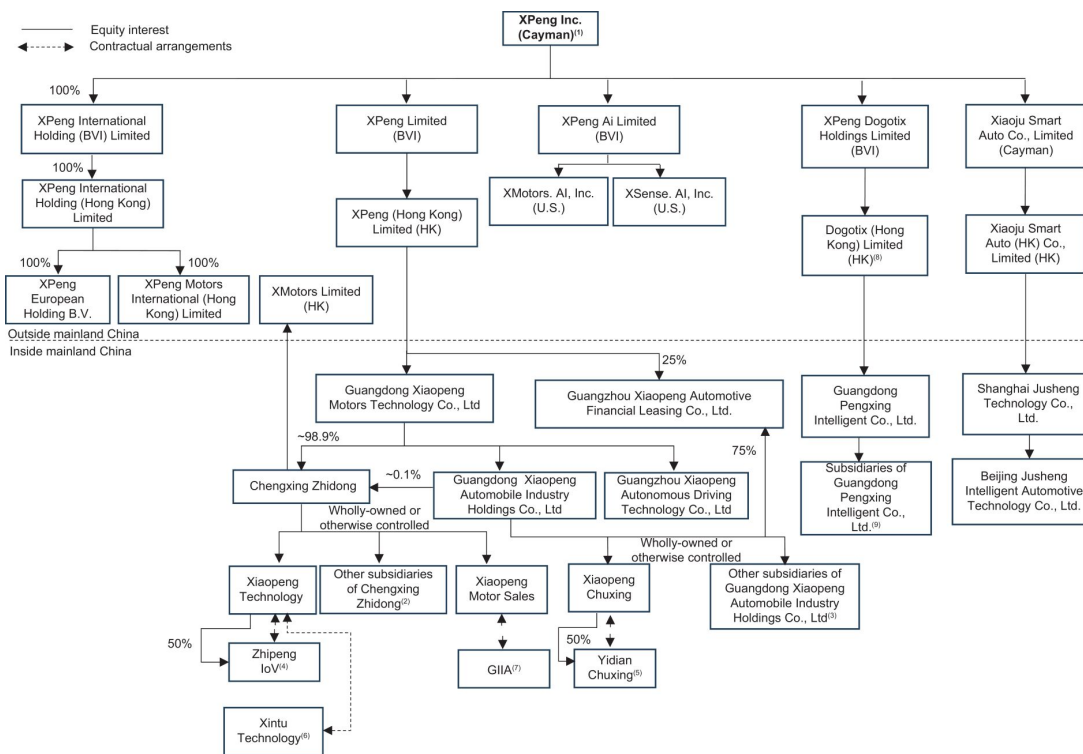 Equity interest
Contractual arrangements
XPeng Inc.
(Cayman)(1)
100%
XPeng International
Holding (BVI) Limited
XPeng Limited
(BVI)
XPeng Ai Limited
(BVI)
XPeng Dogotix
Holdings Limited
(BVI)
Xiaoju Smart
Auto Co., Limited
(Cayman)
100%
XPeng International
Holding (Hong Kong)
Limited
XPeng (Hong Kong)
Limited (HK)
XMotors. AI, Inc.
(U.S.)
XSense. AI, Inc.
(U.S.)
Dogotix (Hong
Kong) Limited
(HK)(8)
Xiaoju Smart
Auto (HK) Co.,
Limited (HK)
100%
100%
XPeng
European
Holding B.V.
XPeng Motors
International (Hong
Kong) Limited
XMotors Limited
(HK)
Outside mainland China
Inside mainland China
25%
Guangdong Xiaopeng
Motors Technology Co., Ltd
Guangzhou Xiaopeng Automotive
Financial Leasing Co., Ltd.
Guangdong
Pengxing
Intelligent Co., Ltd.
Shanghai Jusheng
Technology Co.,
Ltd.
~98.9%
75%
Chengxing Zhidong
~0.1%
Guangdong Xiaopeng
Automobile Industry
Holdings Co., Ltd
Guangzhou Xiaopeng
Autonomous Driving
Technology Co., Ltd
Subsidiaries of
Guangdong
Pengxing
Intelligent Co.,
Ltd.(9)
Beijing Jusheng
Intelligent Automotive
Technology Co., Ltd.
Wholly-owned or
otherwise controlled
Wholly-owned or
otherwise controlled
Xiaopeng
Technology
Other subsidiaries
of Chengxing
Zhidong(2)
Xiaopeng
Motor Sales
Xiaopeng
Chuxing
Other subsidiaries of
Guangdong Xiaopeng
Automobile Industry
Holdings Co., Ltd(3)
50%
Zhipeng
IoV(4)
GIIA(7)
50%
Yidian
Chuxing(5)
Xintu
Technology(6)